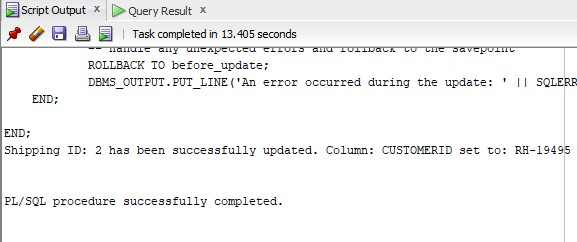 Script Output x Query Result x
Task completed in 13.405 seconds
-- handle any unexpected errors and rollback to the savepoint
ROLLBACK TO before_update;
DBMS_OUTPUT.PUT_LINE('An error occurred during the update: ' || SQLERR
END;
END;
Shipping ID: 2 has been successfully updated. Column: CUSTOMERID set to: RH-19495
PL/SQL procedure successfully completed.